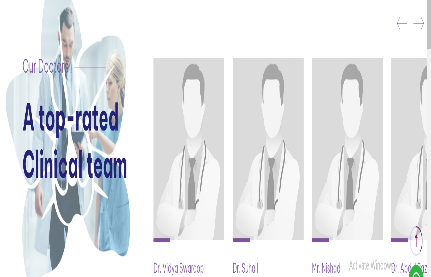 Our Doctors
A top-rated
Clinical team
Dr. Vidya Swaroop
Dr. Sunil
Mr. Nishad
Activate Windows